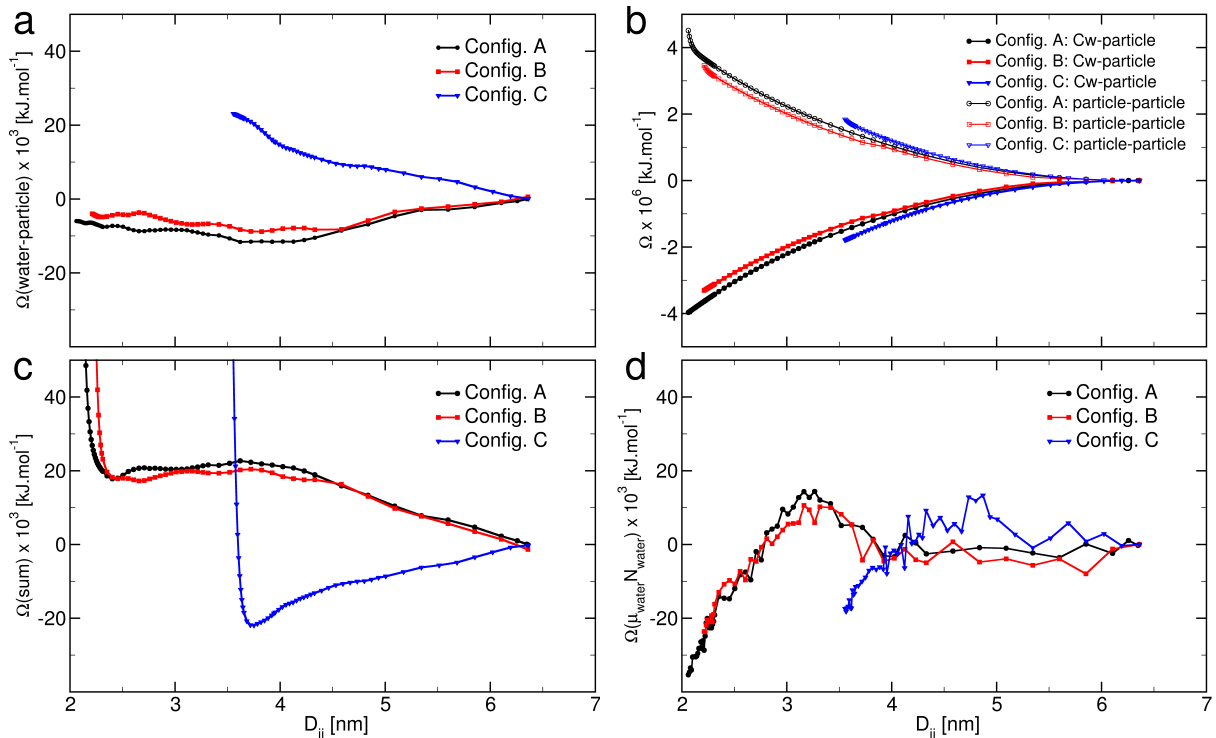 a
Ω(water-particle) x 10³ [kJ.mol⁻¹]
40
20
0
-20
Config. A
Config. B
Config. C
b
Ω x 10⁶ [kJ.mol⁻¹]
4
2
0
-2
-4
Config. A: Cw-particle
Config. B: Cw-particle
Config. C: Cw-particle
Config. A: particle-particle
Config. B: particle-particle
Config. C: particle-particle
c
Ω(sum) x 10³ [kJ.mol⁻¹]
40
20
0
-20
Config. A
Config. B
Config. C
2 3 4 5 6 7
D_ij [nm]
d
Ω(μ_water N_water) x 10³ [kJ.mol⁻¹]
40
20
0
-20
Config. A
Config. B
Config. C
2 3 4 5 6 7
D_ij [nm]